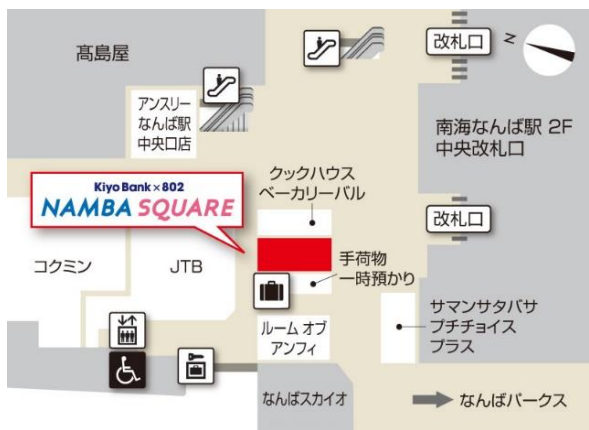 髙島屋
改札口
N
アンスリー
なんば駅
中央口店
南海なんば駅 2F
中央改札口
クックハウス
ベーカリーバル
Kiyo Bank×802
NAMBA SQUARE
改札口
コクミン
JTB
手荷物
一時預かり
サマンサタバサ
プチチョイス
プラス
ルーム オブ
アンフィ
なんばスカイオ
なんばパークス